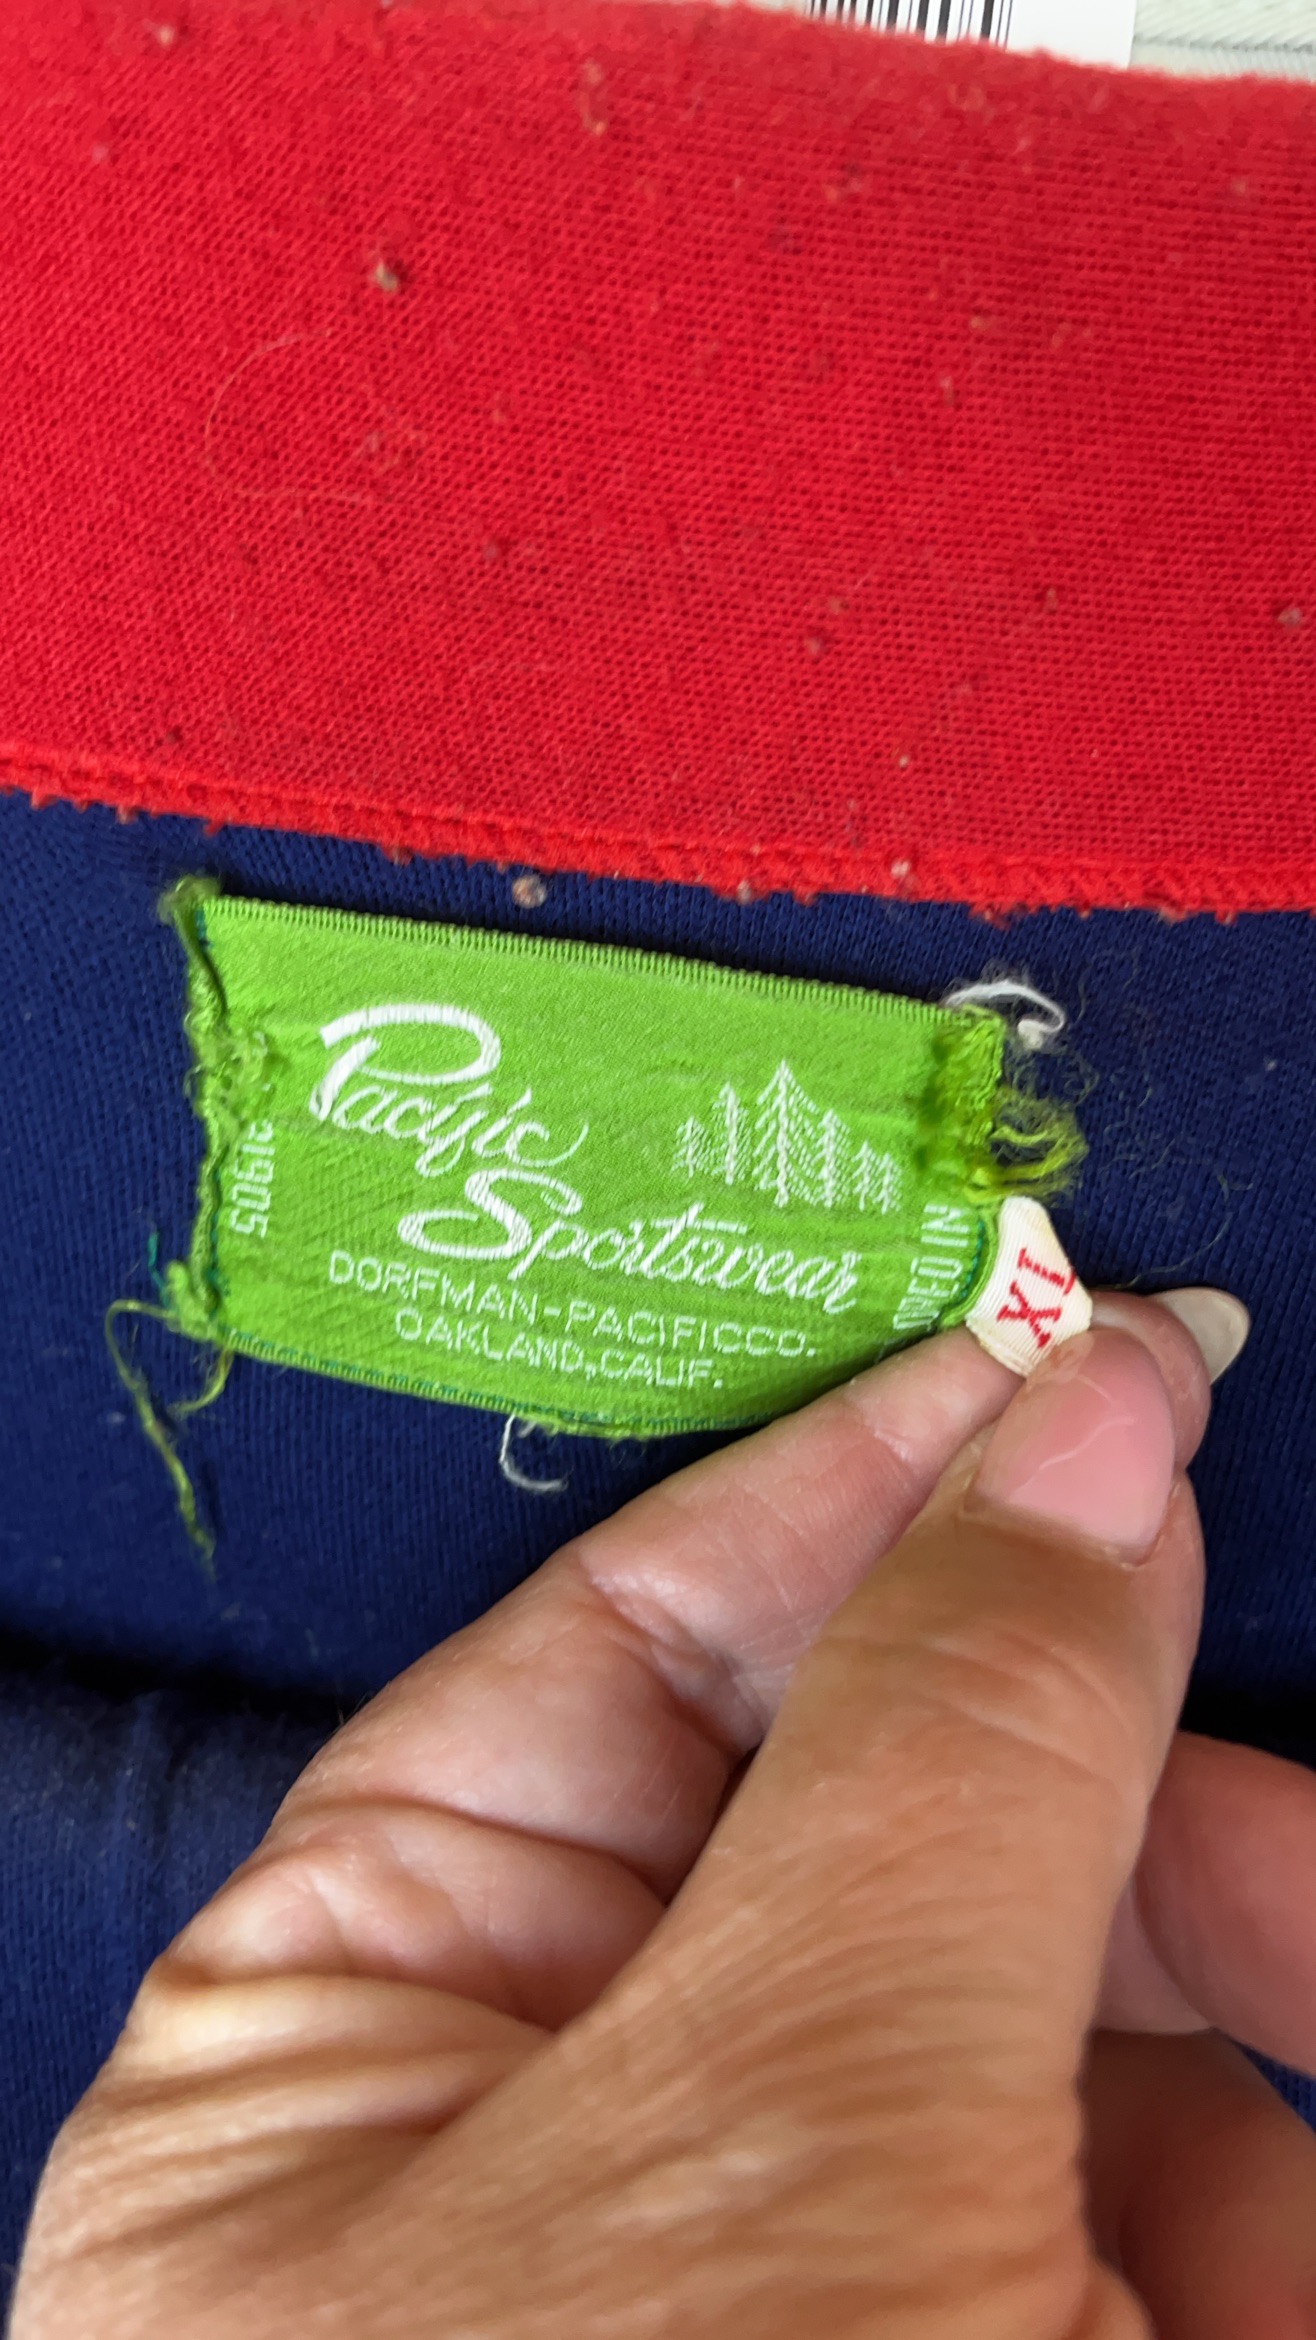 Pacific
Sportswear
DORFMAN-PACIFIC CO.
OAKLAND, CALIF.
XL